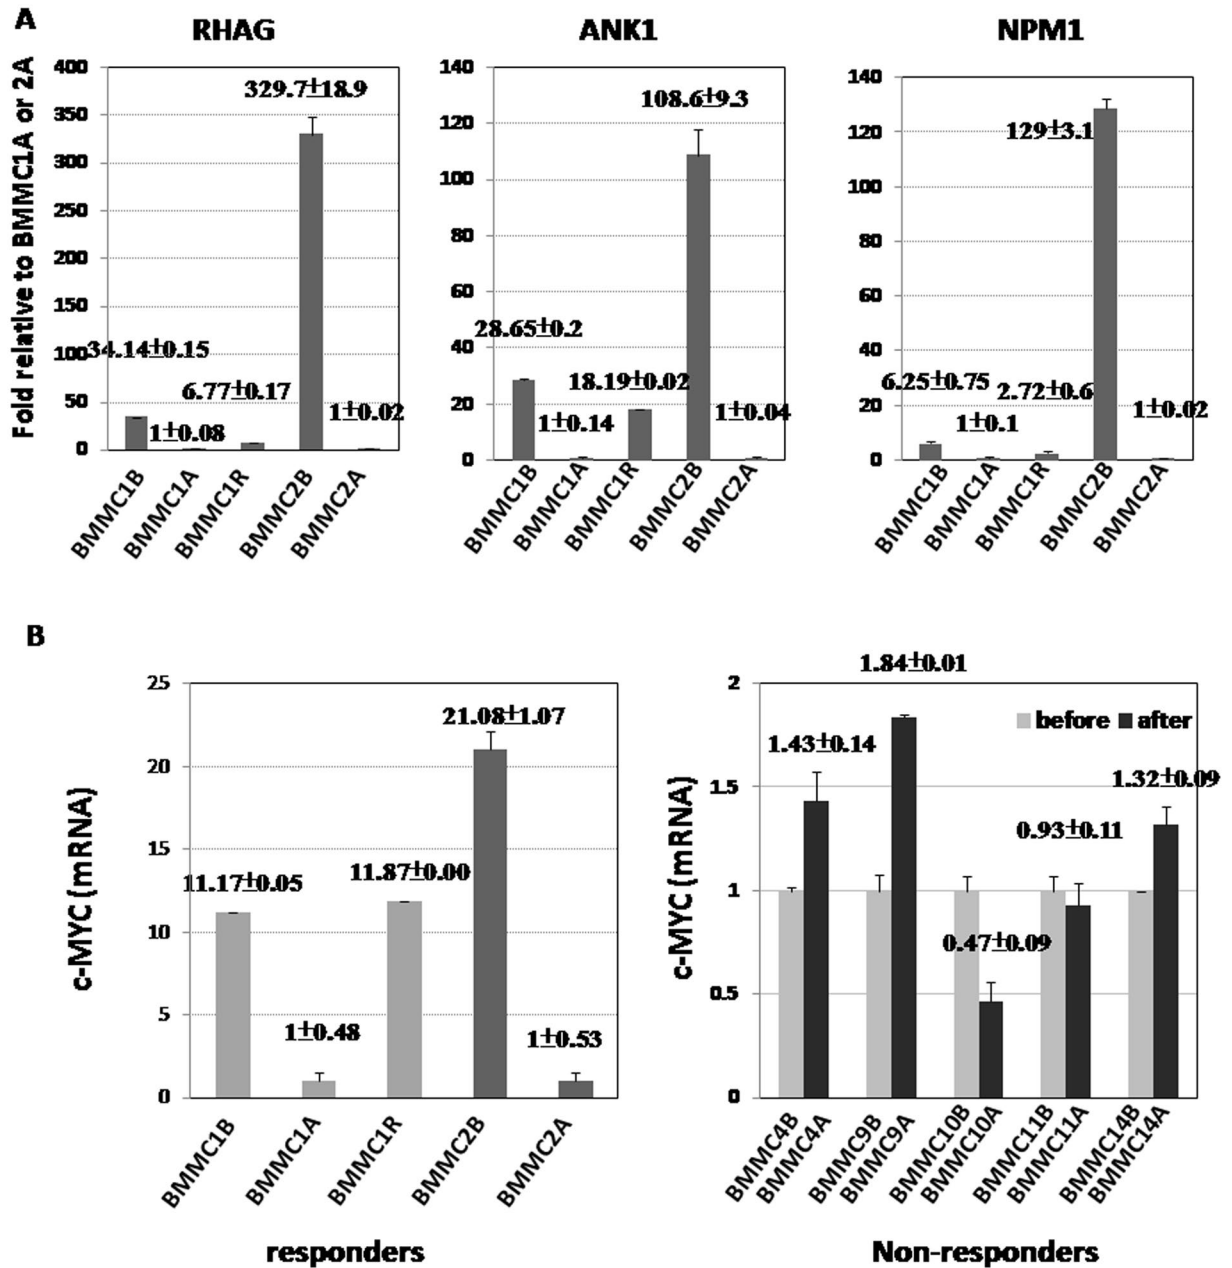 A
RHAG
ANK1
NPM1
Fold relative to BMMC1A or 2A
400
350
300
250
200
150
100
50
0
329.7±18.9
34.14±0.15
6.77±0.17
1±0.08
1±0.02
BMMC1B
BMMC1A
BMMC1R
BMMC2B
BMMC2A
140
120
100
80
60
40
20
0
108.6±9.3
28.65±0.2
18.19±0.02
1±0.14
1±0.04
BMMC1B
BMMC1A
BMMC1R
BMMC2B
BMMC2A
140
120
100
80
60
40
20
0
129±3.1
6.25±0.75
2.72±0.6
1±0.1
1±0.02
BMMC1B
BMMC1A
BMMC1R
BMMC2B
BMMC2A
B
c-MYC (mRNA)
25
20
15
10
5
0
21.08±1.07
11.17±0.05
11.87±0.00
1±0.48
1±0.53
BMMC1B
BMMC1A
BMMC1R
BMMC2B
BMMC2A
responders
c-MYC (mRNA)
2
1.5
1
0.5
0
before
after
1.84±0.01
1.43±0.14
1.32±0.09
0.93±0.11
0.47±0.09
BMMC4B
BMMC4A
BMMC9B
BMMC9A
BMMC10B
BMMC10A
BMMC11B
BMMC11A
BMMC14B
BMMC14A
Non-responders